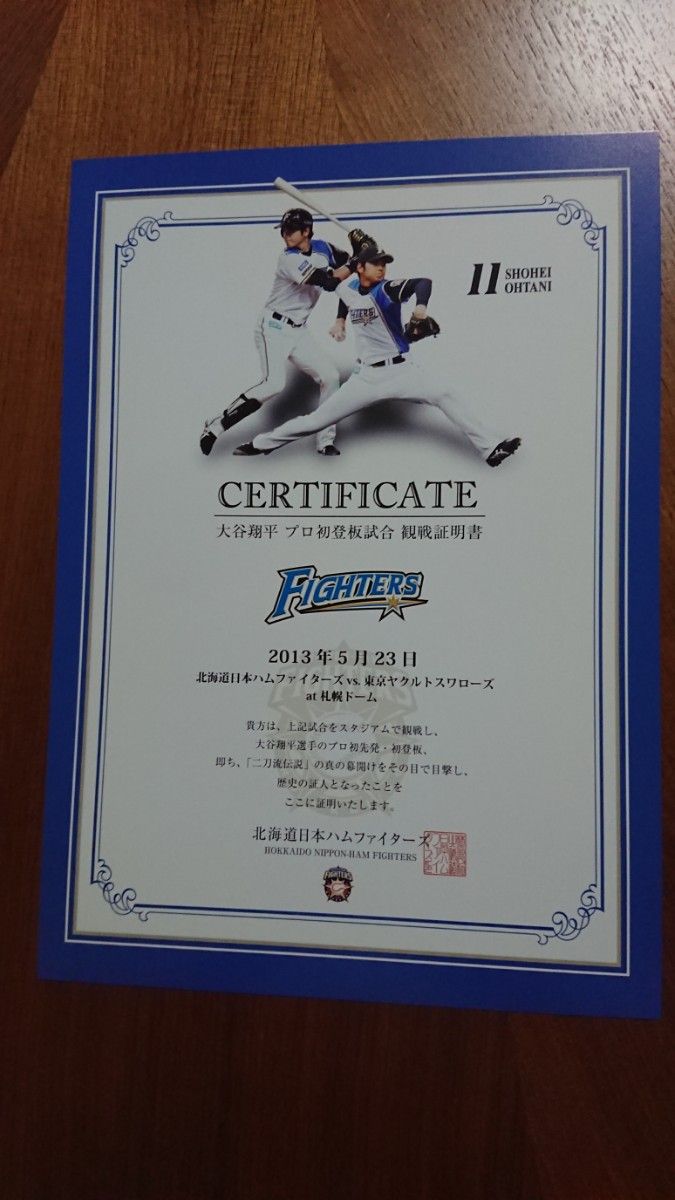 11 SHOHEI
OHTANI
CERTIFICATE
大谷翔平 プロ初登板試合 観戦証明書
FIGHTERS
2013年5月23日
北海道日本ハムファイターズ vs. 東京ヤクルトスワローズ
at 札幌ドーム
貴方は、上記試合をスタジアムで観戦し、
大谷翔平選手のプロ初先発・初登板、
即ち、「二刀流伝説」の真の幕開けをその目で目撃し、
歴史の証人となったことを
ここに証明いたします。
北海道日本ハムファイターズ
HOKKAIDO NIPPON-HAM FIGHTERS
FIGHTERS